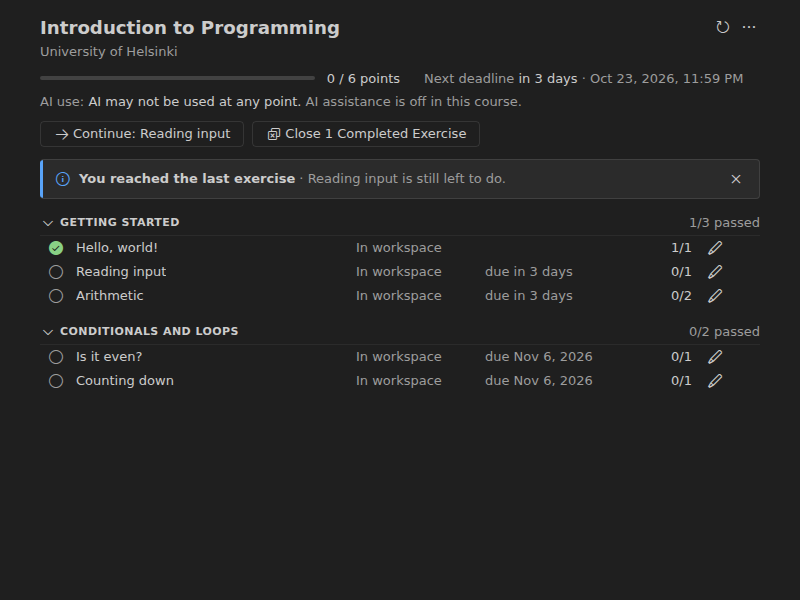 Introduction to Programming
University of Helsinki
0 / 6 points Next deadline in 3 days · Oct 23, 2026, 11:59 PM
AI use: AI may not be used at any point. AI assistance is off in this course.
Continue: Reading input Close 1 Completed Exercise
You reached the last exercise · Reading input is still left to do.
GETTING STARTED 1/3 passed
Hello, world! In workspace 1/1
Reading input In workspace due in 3 days 0/1
Arithmetic In workspace due in 3 days 0/2
CONDITIONALS AND LOOPS 0/2 passed
Is it even? In workspace due Nov 6, 2026 0/1
Counting down In workspace due Nov 6, 2026 0/1